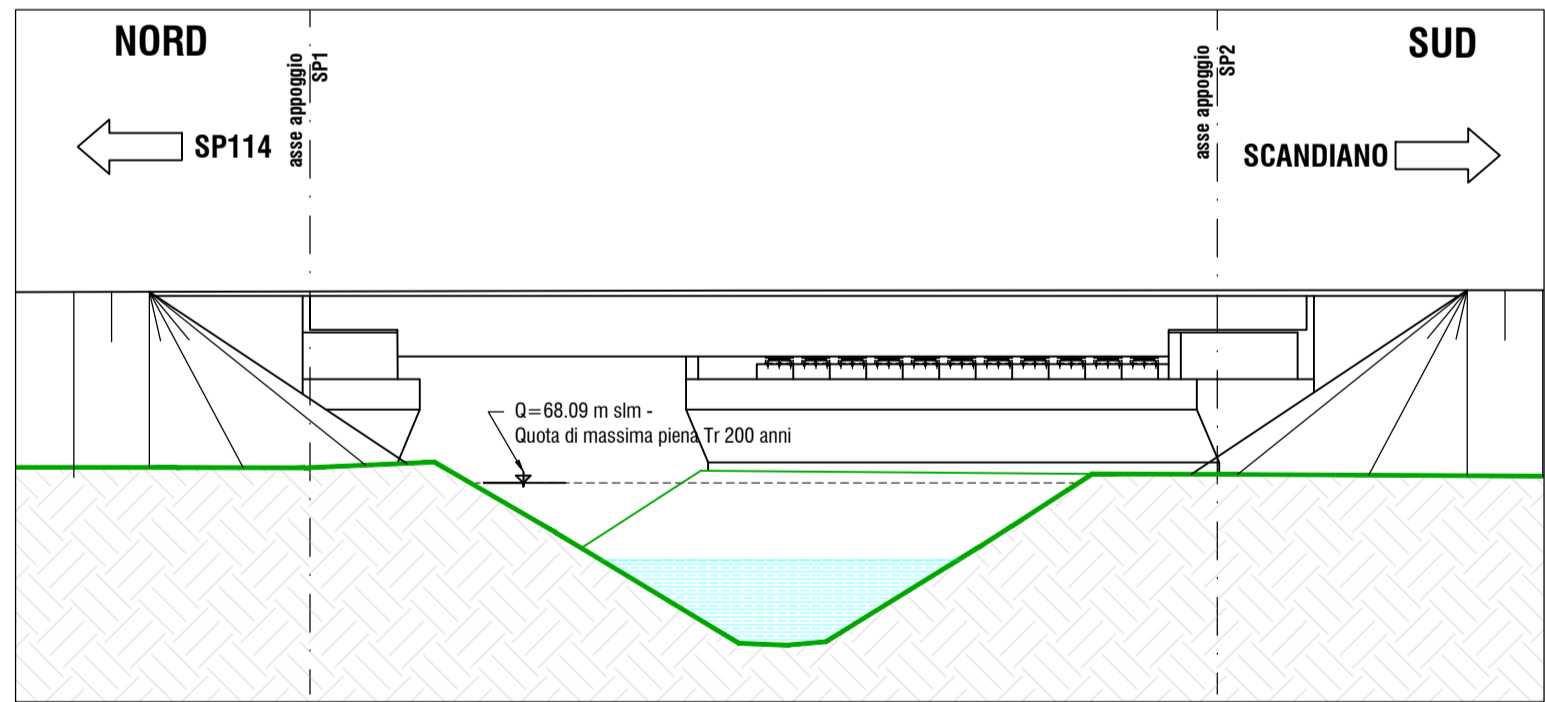 NORD
SUD
asse appoggio
SP1
asse appoggio
SP2
SP114
SCANDIANO
Q=68.09 m slm -
Quota di massima piena Tr 200 anni